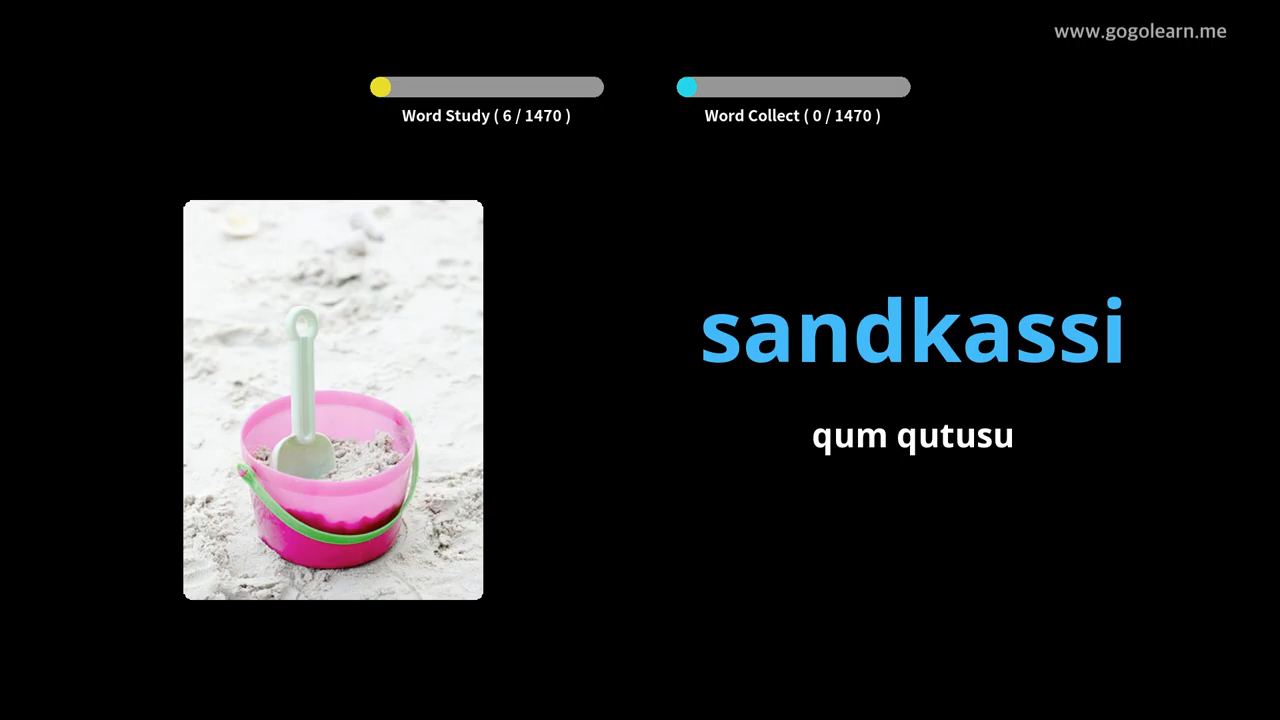 www.gogolearn.me
Word Study ( 6 / 1470 )
Word Collect ( 0 / 1470 )
sandkassi
qum qutusu